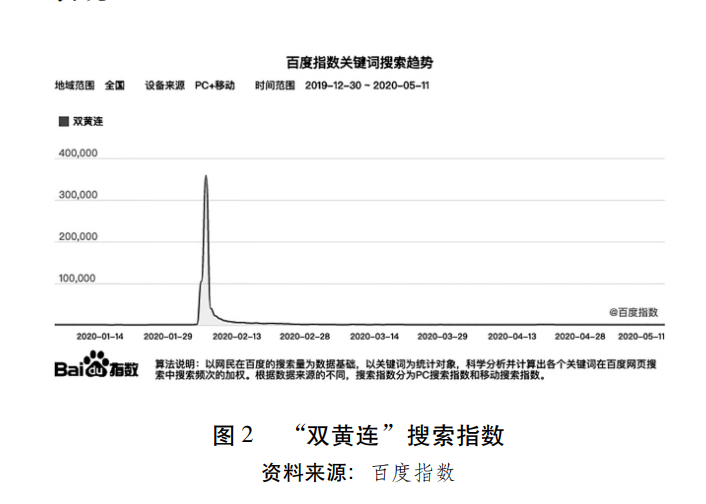 百度指数关键词搜索趋势
地域范围 全国 设备来源 PC+移动 时间范围 2019-12-30 ~ 2020-05-11
双黄连
400,000
300,000
200,000
100,000
@百度指数
2020-01-14 2020-01-29 2020-02-13 2020-02-28 2020-03-14 2020-03-29 2020-04-13 2020-04-28 2020-05-11
Bai du 指数
算法说明：以网民在百度的搜索量为数据基础，以关键词为统计对象，科学分析并计算出各个关键词在百度网页搜
索中搜索频次的加权。根据数据来源的不同，搜索指数分为PC搜索指数和移动搜索指数。
图2 “双黄连”搜索指数
资料来源：百度指数